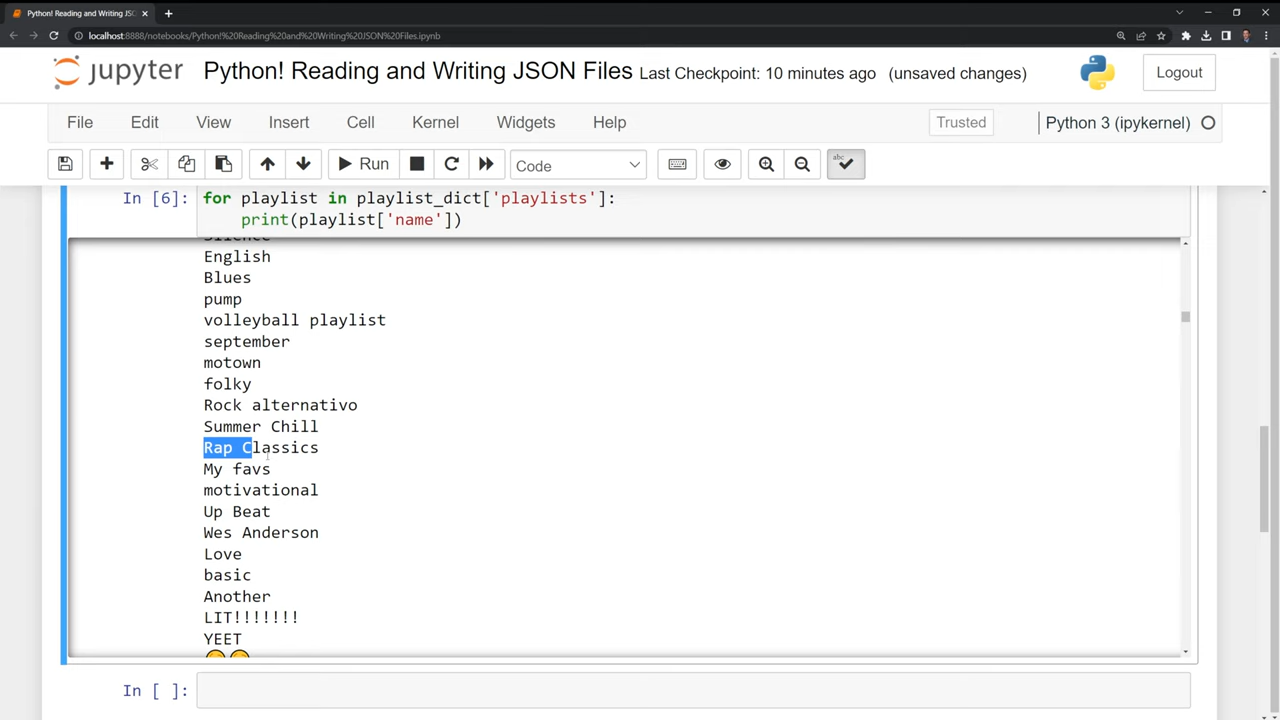 Python! Reading and Writing JSO
localhost:8888/notebooks/Python!%20Reading%20and%20Writing%20JSON%20Files.ipynb
jupyter Python! Reading and Writing JSON Files Last Checkpoint: 10 minutes ago (unsaved changes) Logout
File Edit View Insert Cell Kernel Widgets Help Trusted Python 3 (ipykernel)
Run Code abc
In [6]: for playlist in playlist_dict['playlists']:
print(playlist['name'])
Silence
English
Blues
pump
volleyball playlist
september
motown
folky
Rock alternativo
Summer Chill
Rap Classics
My favs
motivational
Up Beat
Wes Anderson
Love
basic
Another
LIT!!!!!!!
YEET
In [ ]: